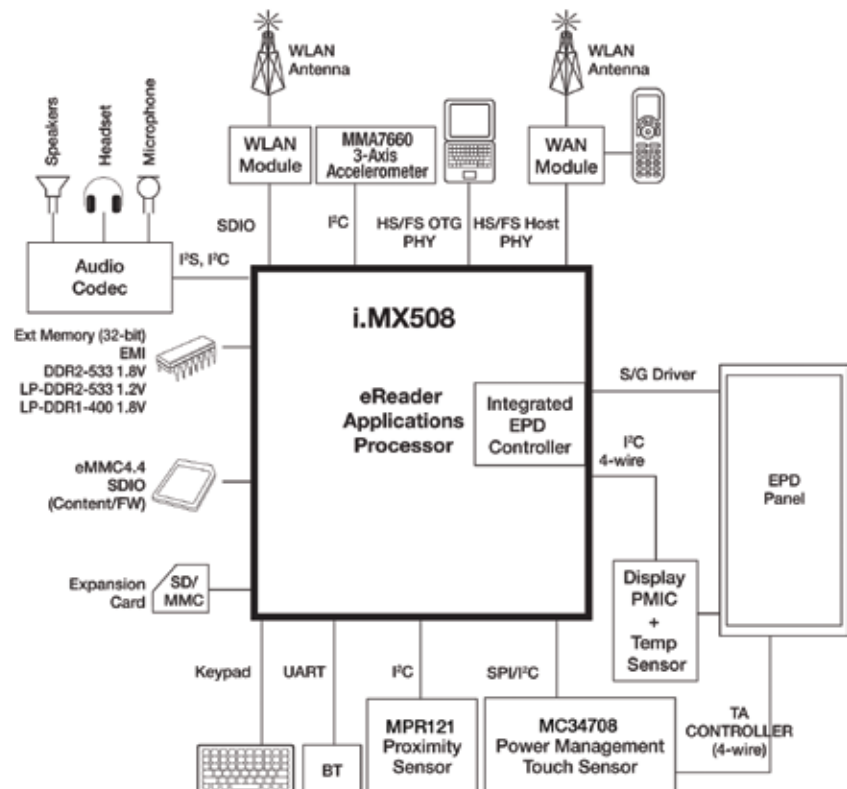 WLAN
Antenna
WLAN
Antenna
Speakers
Headset
Microphone
WLAN
Module
MMA7660
3-Axis
Accelerometer
WAN
Module
SDIO
I²C
HS/FS OTG
PHY
HS/FS Host
PHY
Audio
Codec
I²S, I²C
i.MX508
eReader
Applications
Processor
Integrated
EPD
Controller
Ext Memory (32-bit)
EMI
DDR2-533 1.8V
LP-DDR2-533 1.2V
LP-DDR1-400 1.8V
eMMC4.4
SDIO
(Content/FW)
Expansion
Card
SD/
MMC
S/G Driver
I²C
4-wire
EPD
Panel
Display
PMIC
+
Temp
Sensor
Keypad
UART
I²C
SPI/I²C
BT
MPR121
Proximity
Sensor
MC34708
Power Management
Touch Sensor
TA
CONTROLLER
(4-wire)